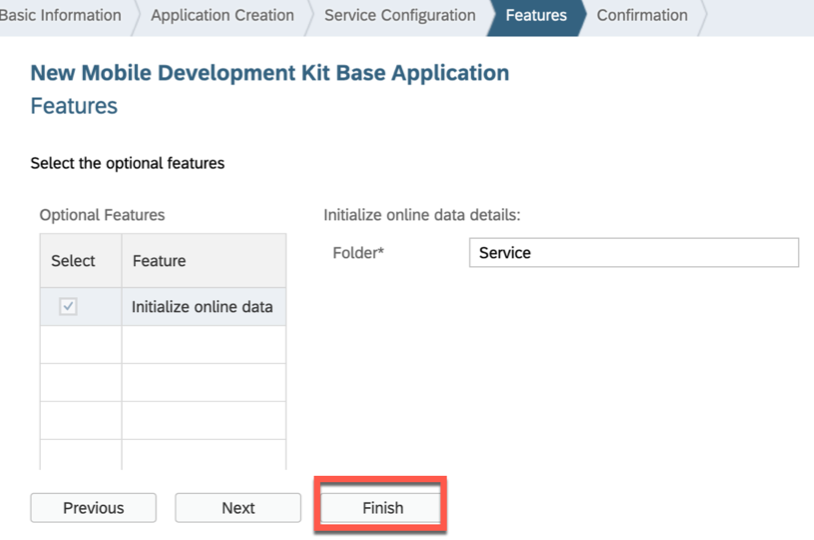 Basic Information Application Creation Service Configuration Features Confirmation
New Mobile Development Kit Base Application
Features
Select the optional features
Optional Features Initialize online data details:
Folder* Service
Select Feature
Initialize online data
Previous Next Finish